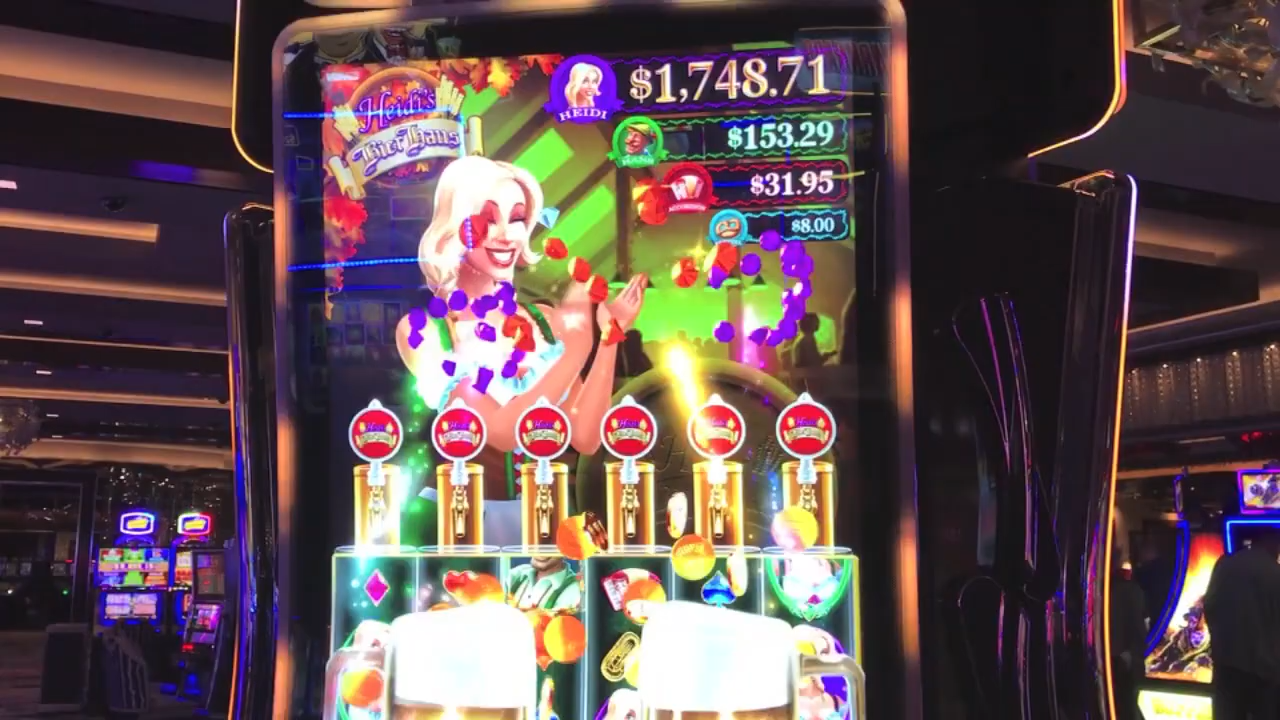 Heidi's
Bier Haus
$1,748.71
HEIDI
$153.29
HANS
$31.95
$8.00